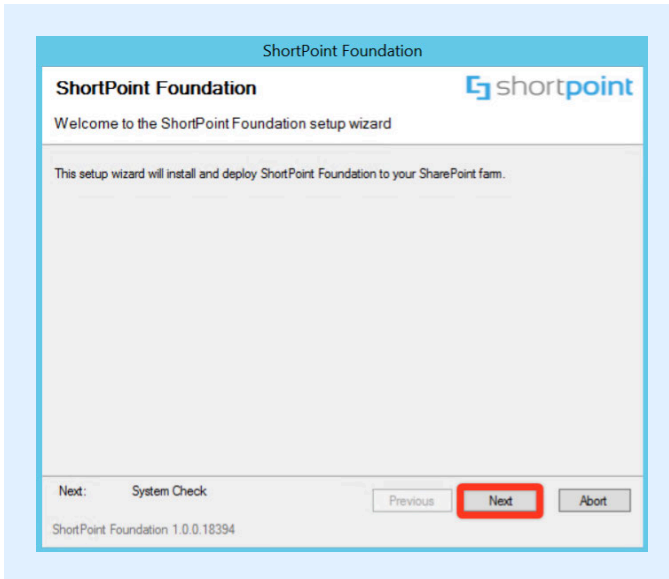 ShortPoint Foundation
ShortPoint Foundation
shortpoint
Welcome to the ShortPoint Foundation setup wizard
This setup wizard will install and deploy ShortPoint Foundation to your SharePoint farm.
Next: System Check
Previous Next Abort
ShortPoint Foundation 1.0.0.18394